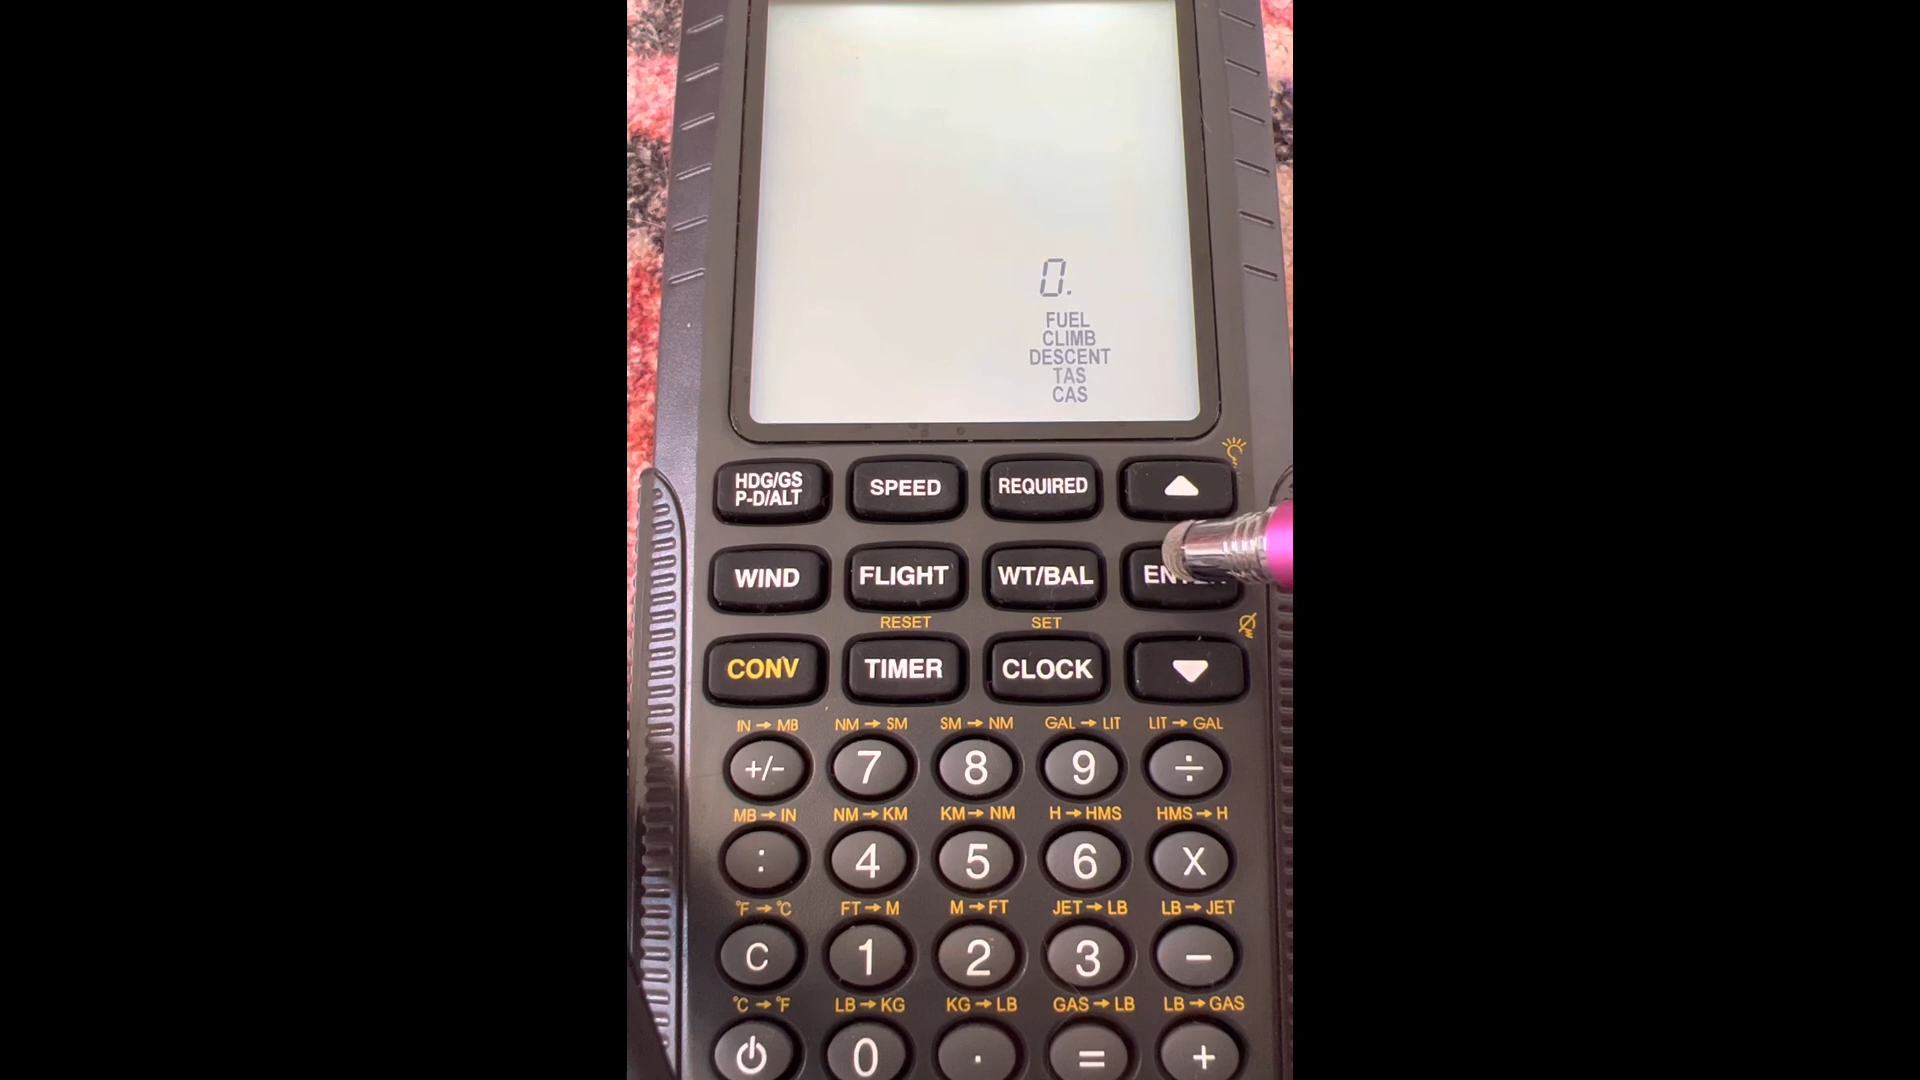 0.
FUEL
CLIMB
DESCENT
TAS
CAS
HDG/GS
P-D/ALT
SPEED
REQUIRED
WIND
FLIGHT
WT/BAL
RESET
SET
CONV
TIMER
CLOCK
IN → MB
NM → SM
SM → NM
GAL → LIT
LIT → GAL
+/-
7
8
9
÷
MB → IN
NM → KM
KM → NM
H → HMS
HMS → H
:
4
5
6
X
°F → °C
FT → M
M → FT
JET → LB
LB → JET
C
1
2
3
−
°C → °F
LB → KG
KG → LB
GAS → LB
LB → GAS
0
.
=
+